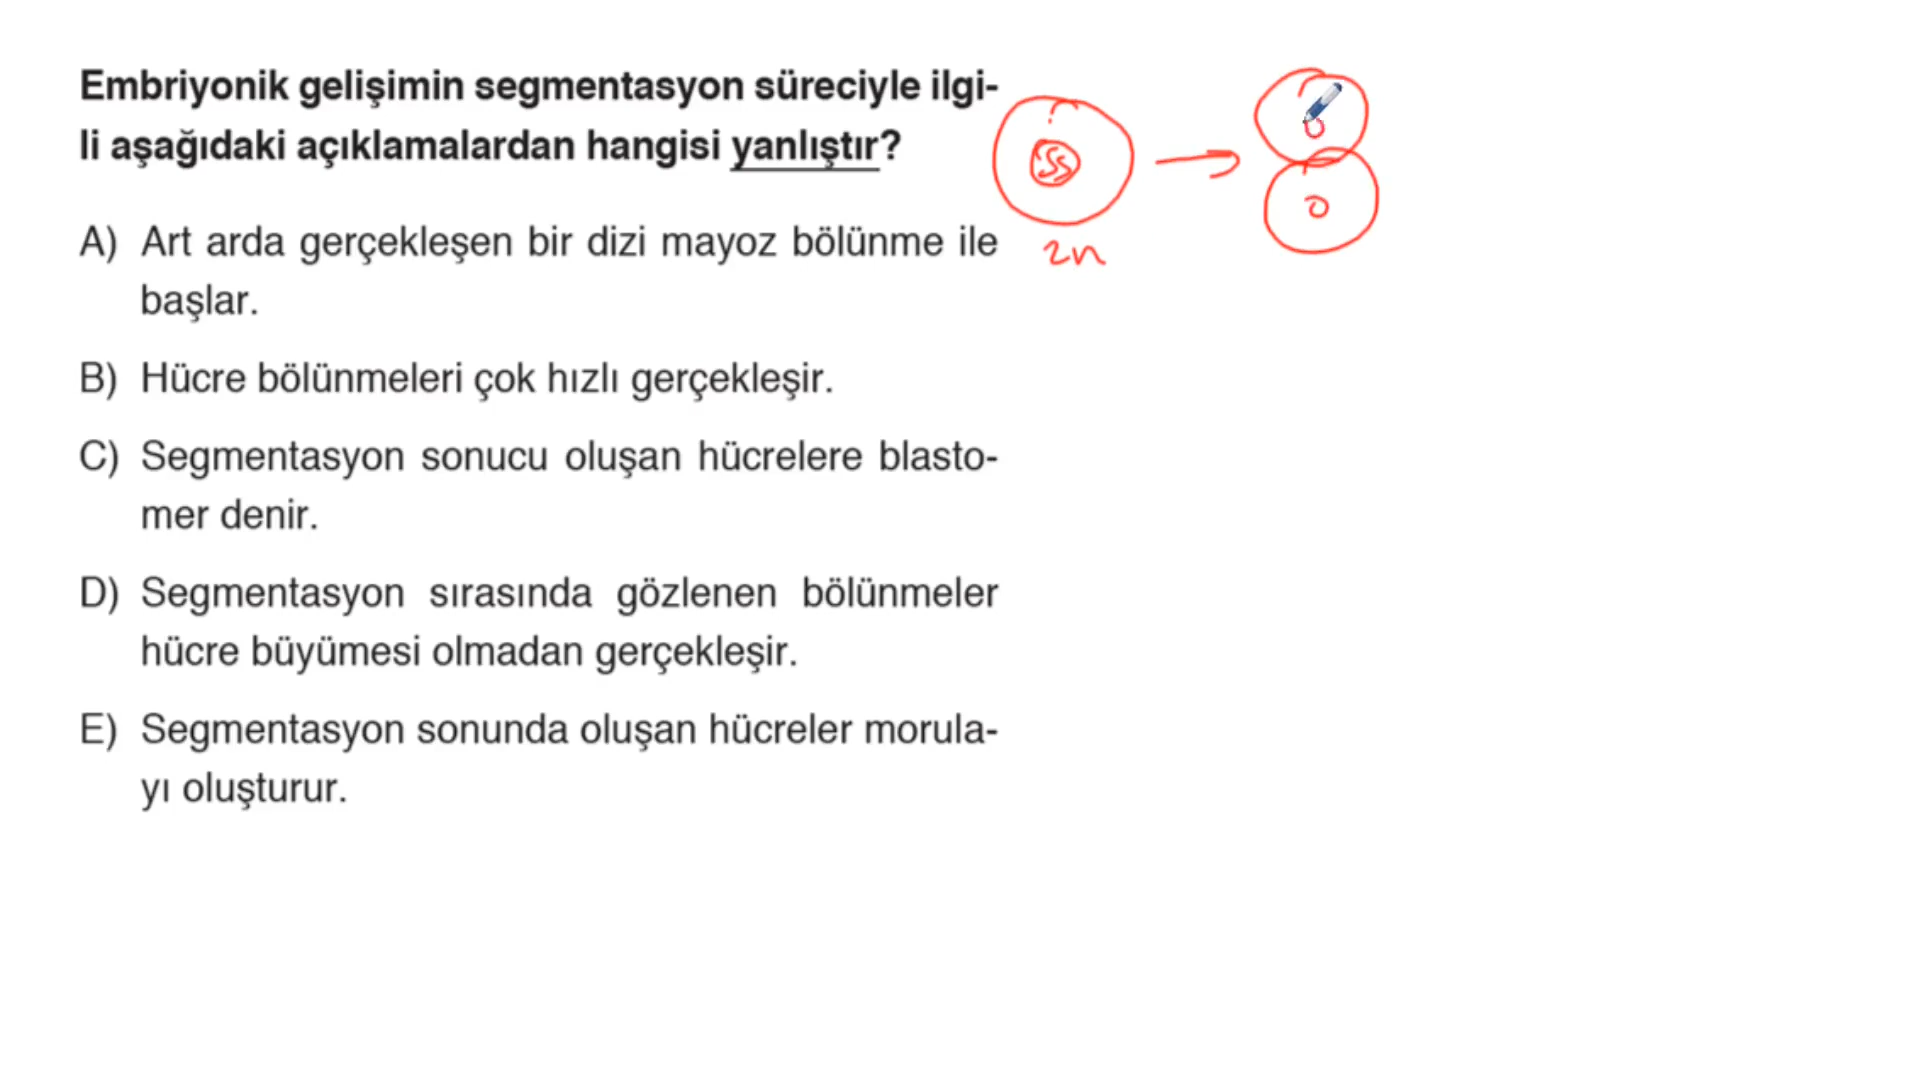 Embriyonik gelişimin segmentasyon süreciyle ilgi-
li aşağıdaki açıklamalardan hangisi yanlıştır?
A) Art arda gerçekleşen bir dizi mayoz bölünme ile
başlar.
B) Hücre bölünmeleri çok hızlı gerçekleşir.
C) Segmentasyon sonucu oluşan hücrelere blasto-
mer denir.
D) Segmentasyon sırasında gözlenen bölünmeler
hücre büyümesi olmadan gerçekleşir.
E) Segmentasyon sonunda oluşan hücreler morula-
yı oluşturur.
2n